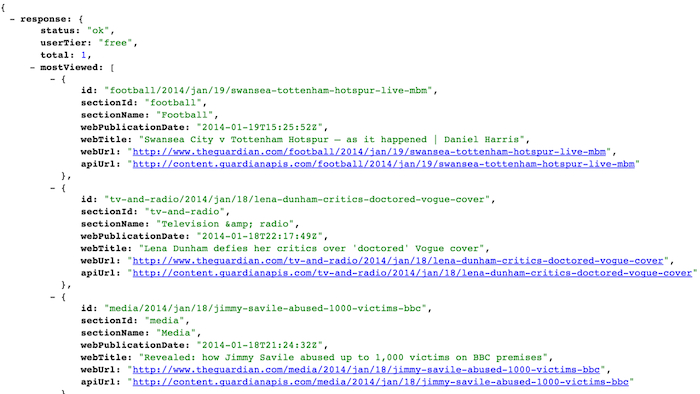 {
- response: {
status: "ok",
userTier: "free",
total: 1,
- mostViewed: [
- {
id: "football/2014/jan/19/swansea-tottenham-hotspur-live-mbm",
sectionId: "football",
sectionName: "Football",
webPublicationDate: "2014-01-19T15:25:52Z",
webTitle: "Swansea City v Tottenham Hotspur – as it happened | Daniel Harris",
webUrl: "http://www.theguardian.com/football/2014/jan/19/swansea-tottenham-hotspur-live-mbm",
apiUrl: "http://content.guardianapis.com/football/2014/jan/19/swansea-tottenham-hotspur-live-mbm"
},
- {
id: "tv-and-radio/2014/jan/18/lena-dunham-critics-doctored-vogue-cover",
sectionId: "tv-and-radio",
sectionName: "Television &amp; radio",
webPublicationDate: "2014-01-18T22:17:49Z",
webTitle: "Lena Dunham defies her critics over 'doctored' Vogue cover",
webUrl: "http://www.theguardian.com/tv-and-radio/2014/jan/18/lena-dunham-critics-doctored-vogue-cover",
apiUrl: "http://content.guardianapis.com/tv-and-radio/2014/jan/18/lena-dunham-critics-doctored-vogue-cover"
},
- {
id: "media/2014/jan/18/jimmy-savile-abused-1000-victims-bbc",
sectionId: "media",
sectionName: "Media",
webPublicationDate: "2014-01-18T21:24:32Z",
webTitle: "Revealed: how Jimmy Savile abused up to 1,000 victims on BBC premises",
webUrl: "http://www.theguardian.com/media/2014/jan/18/jimmy-savile-abused-1000-victims-bbc",
apiUrl: "http://content.guardianapis.com/media/2014/jan/18/jimmy-savile-abused-1000-victims-bbc"